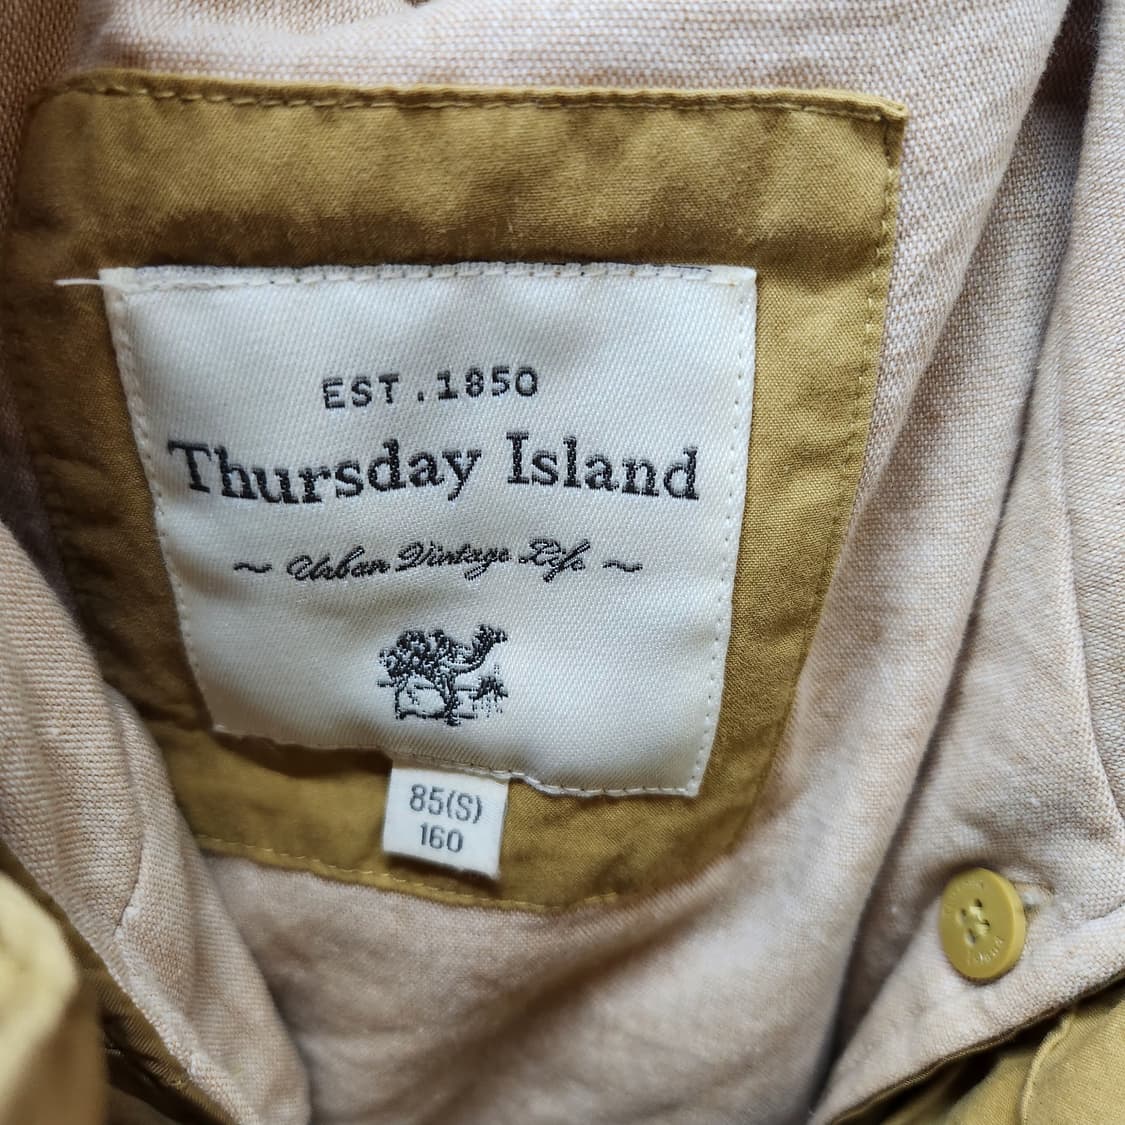 EST.1850
Thursday Island
~ Urban Vintage Life ~
85(S)
160